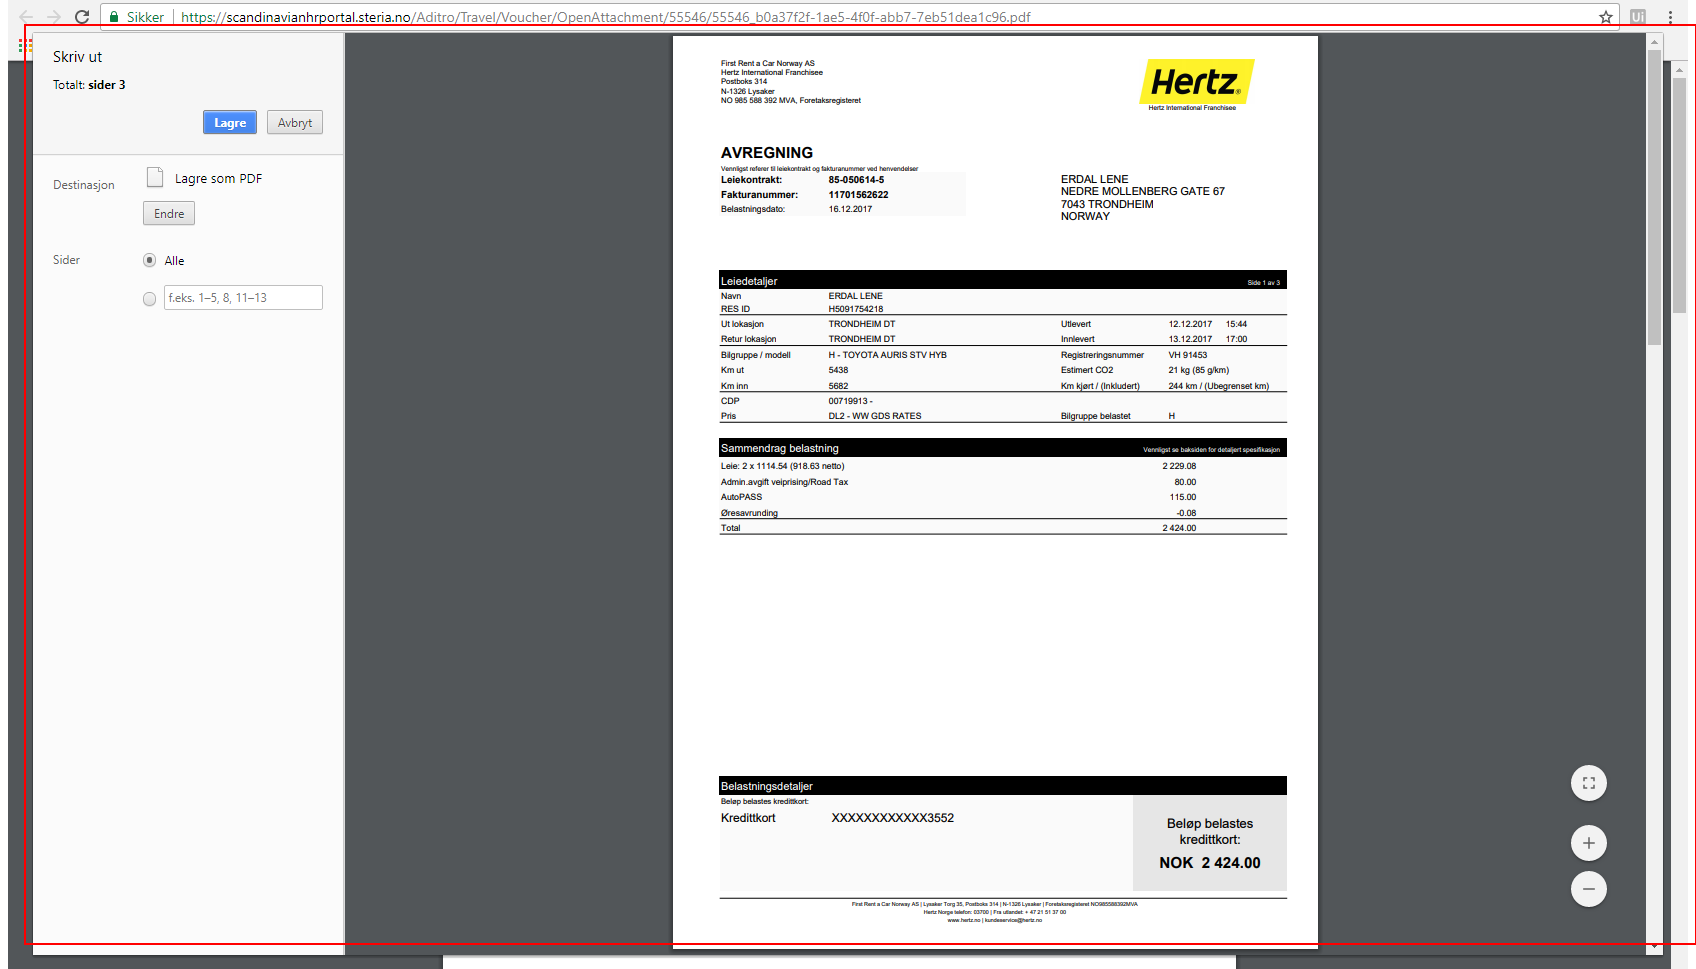 Sikker https://scandinavianhrportal.steria.no/Aditro/Travel/Voucher/OpenAttachment/55546/55546_b0a37f2f-1ae5-4f0f-abb7-7eb51dea1c96.pdf
Ui
Skriv ut
Totalt: sider 3
Lagre Avbryt
Destinasjon Lagre som PDF
Endre
Sider Alle
f.eks. 1–5, 8, 11–13
First Rent a Car Norway AS
Hertz International Franchisee
Postboks 314
N-1326 Lysaker
NO 985 588 392 MVA, Foretaksregisteret
Hertz®
Hertz International Franchisee
AVREGNING
Vennligst referer til leiekontrakt og fakturanummer ved henvendelser
Leiekontrakt: 85-050614-5
Fakturanummer: 11701562622
Belastningsdato: 16.12.2017
ERDAL LENE
NEDRE MOLLENBERG GATE 67
7043 TRONDHEIM
NORWAY
Leiedetaljer Side 1 av 3
Navn ERDAL LENE
RES ID H5091754218
Ut lokasjon TRONDHEIM DT Utlevert 12.12.2017 15:44
Retur lokasjon TRONDHEIM DT Innlevert 13.12.2017 17:00
Bilgruppe / modell H - TOYOTA AURIS STV HYB Registreringsnummer VH 91453
Km ut 5438 Estimert CO2 21 kg (85 g/km)
Km inn 5682 Km kjørt / (Inkludert) 244 km / (Ubegrenset km)
CDP 00719913 -
Pris DL2 - WW GDS RATES Bilgruppe belastet H
Sammendrag belastning Vennligst se baksiden for detaljert spesifikasjon
Leie: 2 x 1114.54 (918.63 netto) 2 229.08
Admin.avgift veiprising/Road Tax 80.00
AutoPASS 115.00
Øresavrunding -0.08
Total 2 424.00
Belastningsdetaljer
Beløp belastes kredittkort:
Kredittkort XXXXXXXXXXXX3552
Beløp belastes
kredittkort:
NOK 2 424.00
First Rent a Car Norway AS | Lysaker Torg 35, Postboks 314 | N-1326 Lysaker | Foretaksregisteret NO985588392MVA
Hertz Norge telefon: 03700 | Fra utlandet: + 47 21 51 37 00
www.hertz.no | kundeservice@hertz.no